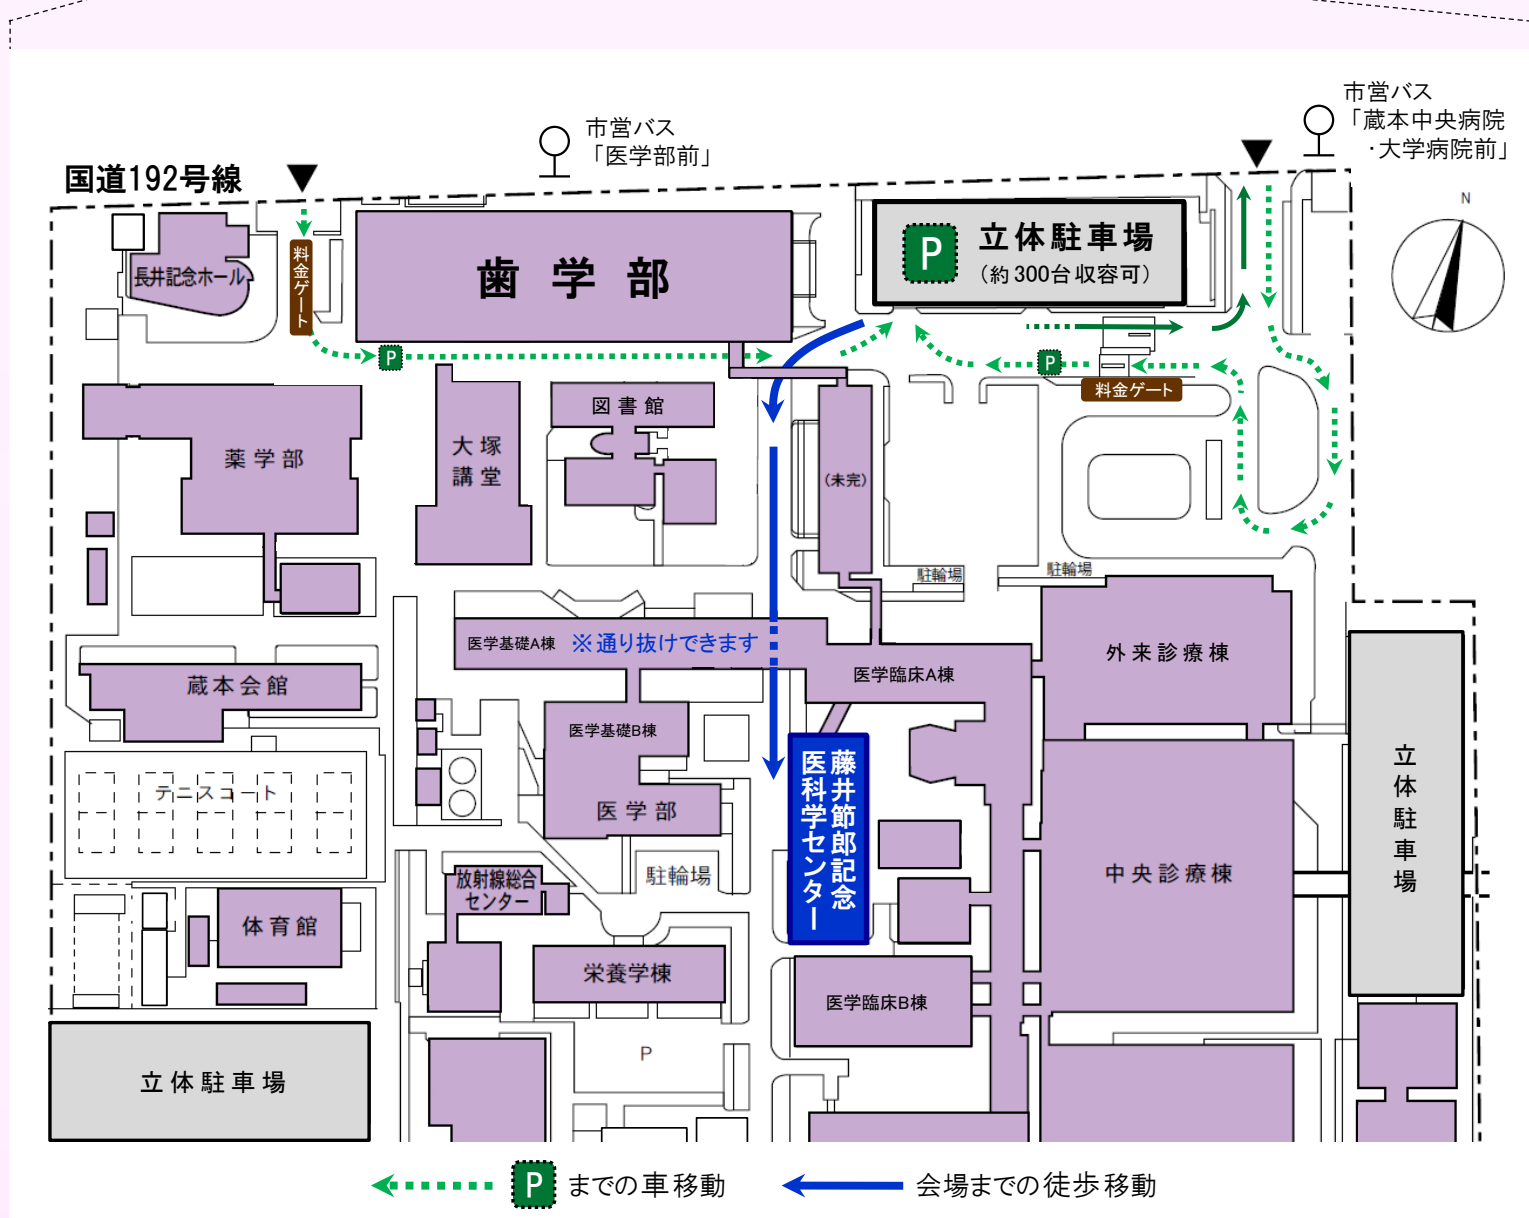 市営バス
「蔵本中央病院
・大学病院前」
市営バス
「医学部前」
国道192号線
N
長井記念ホール
料金ゲート
歯学部
P
立体駐車場
（約300台収容可）
P
P
料金ゲート
図書館
大塚
講堂
薬学部
（未完）
駐輪場
駐輪場
医学基礎A棟
※通り抜けできます
外来診療棟
医学臨床A棟
蔵本会館
医学基礎B棟
藤井節郎記念
医科学センター
立体駐車場
テニスコート
医学部
駐輪場
中央診療棟
放射線総合
センター
体育館
栄養学棟
医学臨床B棟
P
立体駐車場
P
までの車移動
会場までの徒歩移動